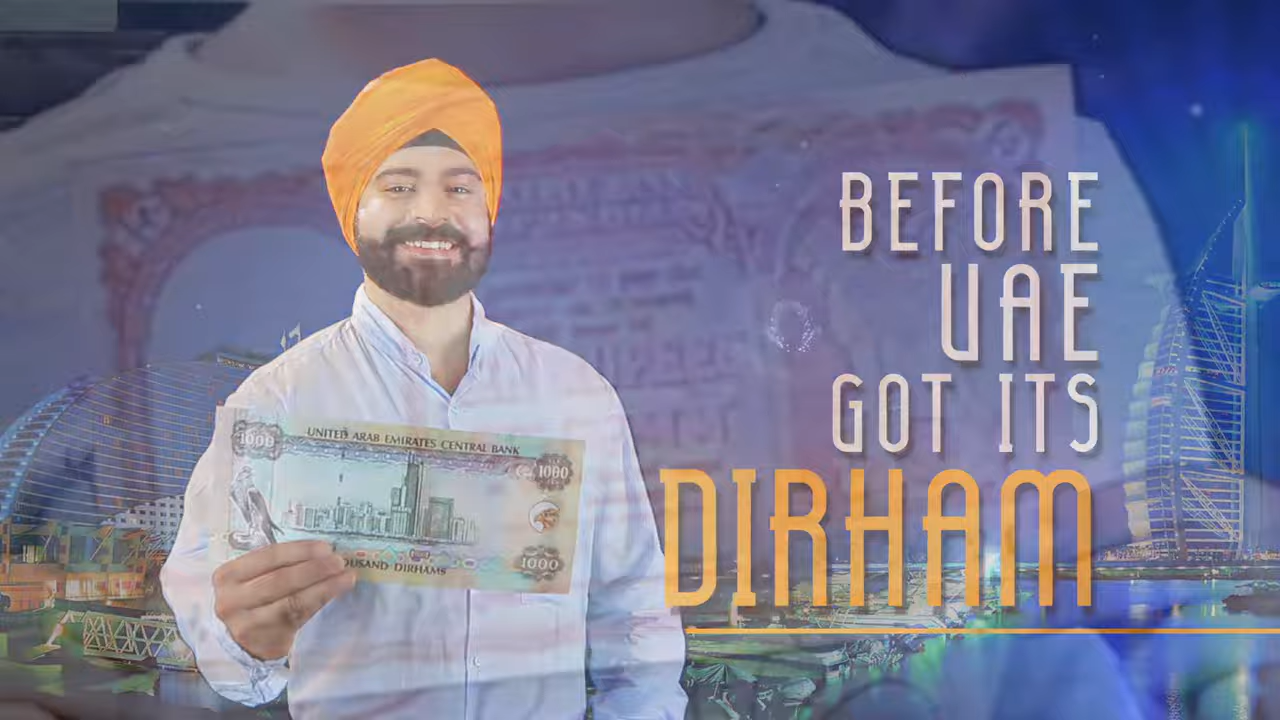 BEFORE
UAE
GOT ITS
DIRHAM
UNITED ARAB EMIRATES CENTRAL BANK
1000
1000
OUSAND DIRHAMS
1000